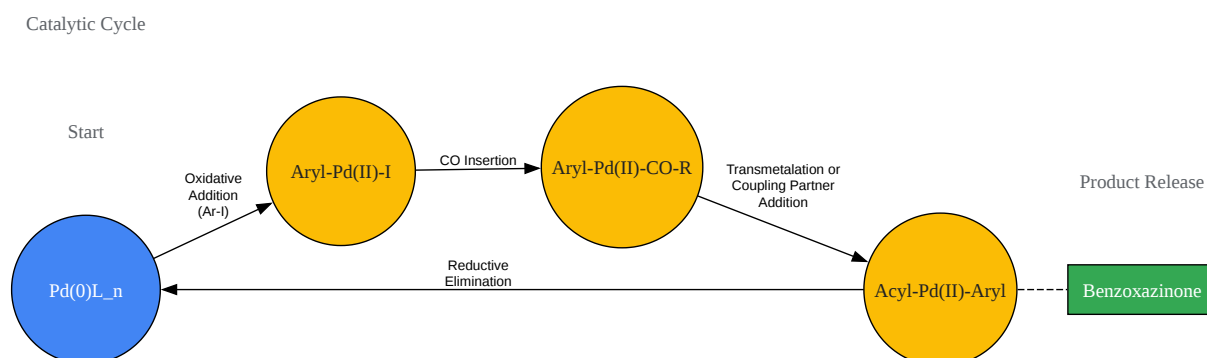 Catalytic Cycle
Start
Pd(0)L_n
Oxidative
Addition
(Ar-I)
Aryl-Pd(II)-I
CO Insertion
Aryl-Pd(II)-CO-R
Transmetalation or
Coupling Partner
Addition
Acyl-Pd(II)-Aryl
Reductive
Elimination
Product Release
Benzoxazinone